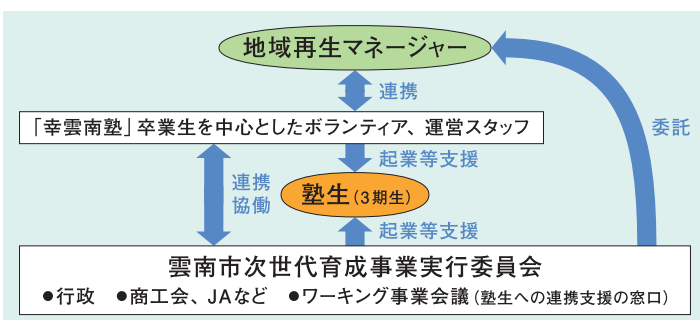 地域再生マネージャー
連携
委託
「幸雲南塾」卒業生を中心としたボランティア、運営スタッフ
連携
協働
起業等支援
塾生(3期生)
起業等支援
雲南市次世代育成事業実行委員会
●行政 ●商工会、JAなど ●ワーキング事業会議(塾生への連携支援の窓口)